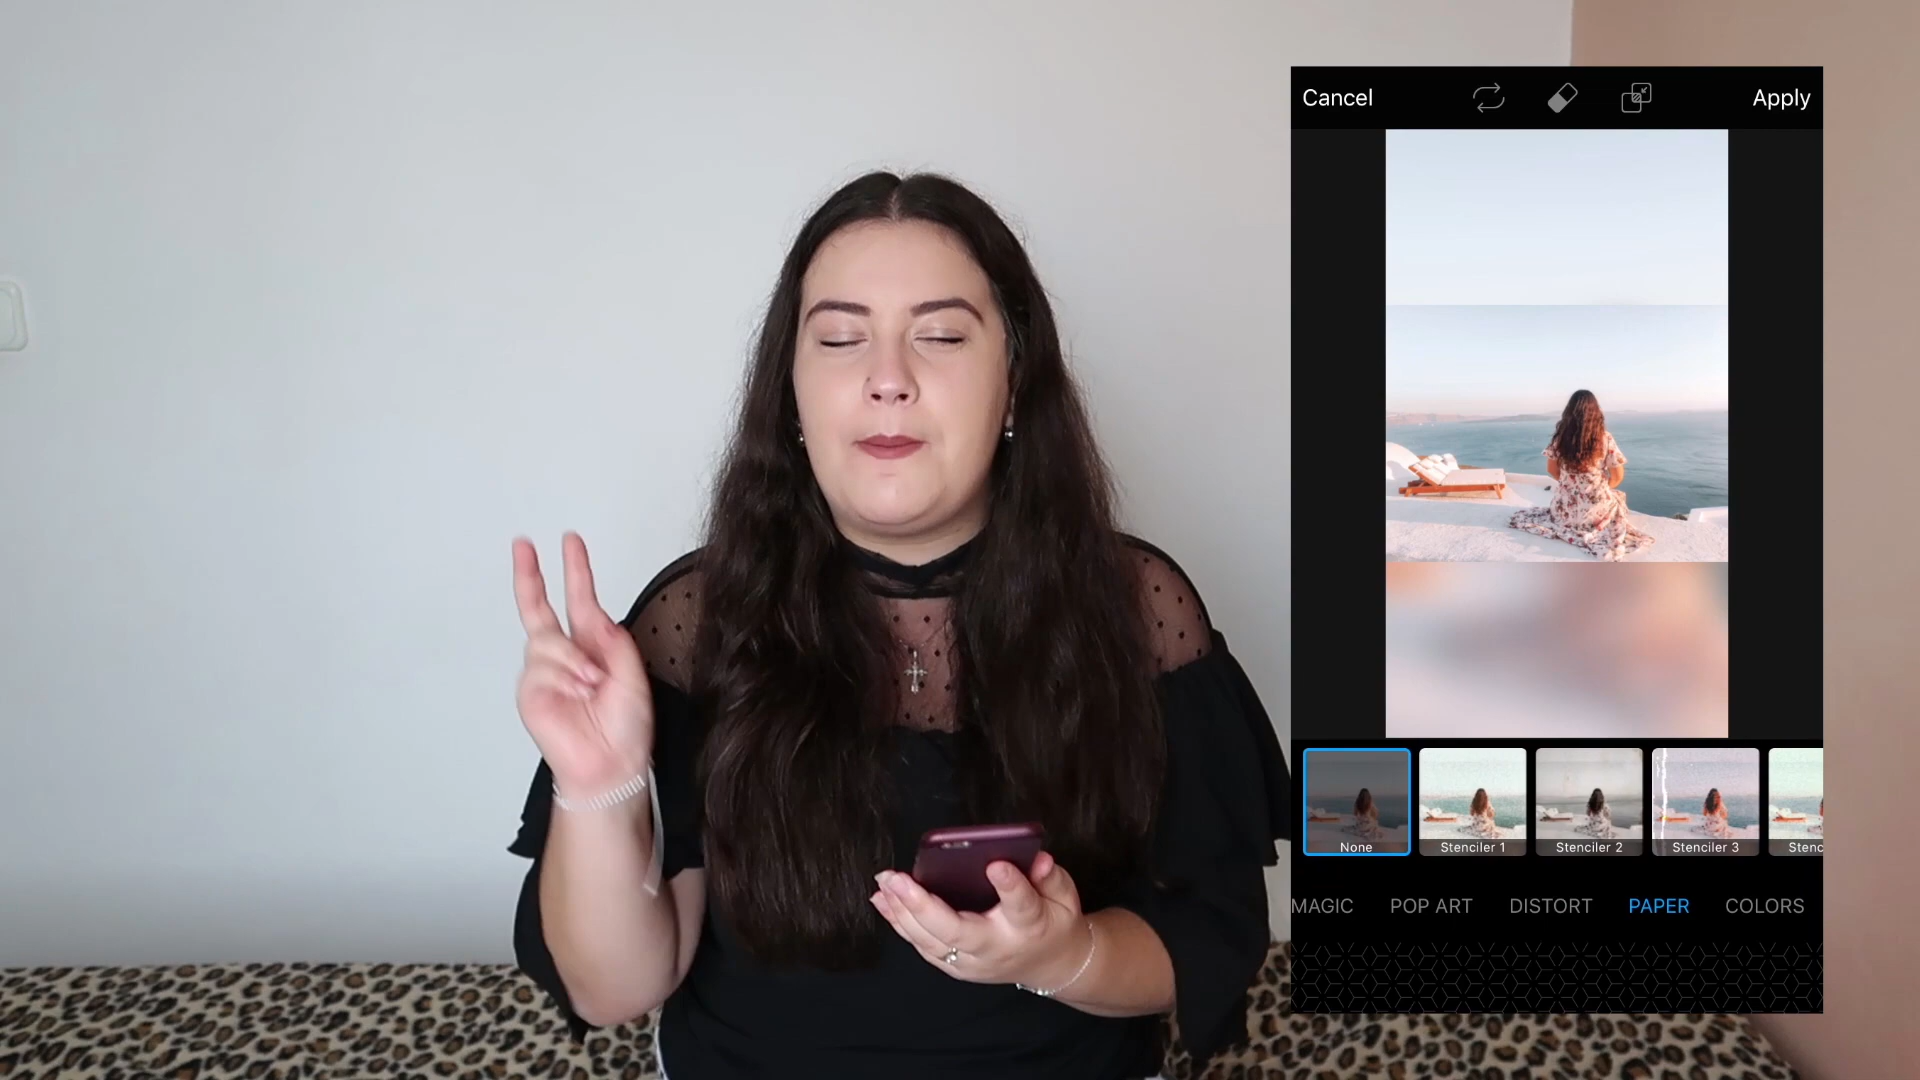 Cancel Apply
None Stenciler 1 Stenciler 2 Stenciler 3
MAGIC POP ART DISTORT PAPER COLORS